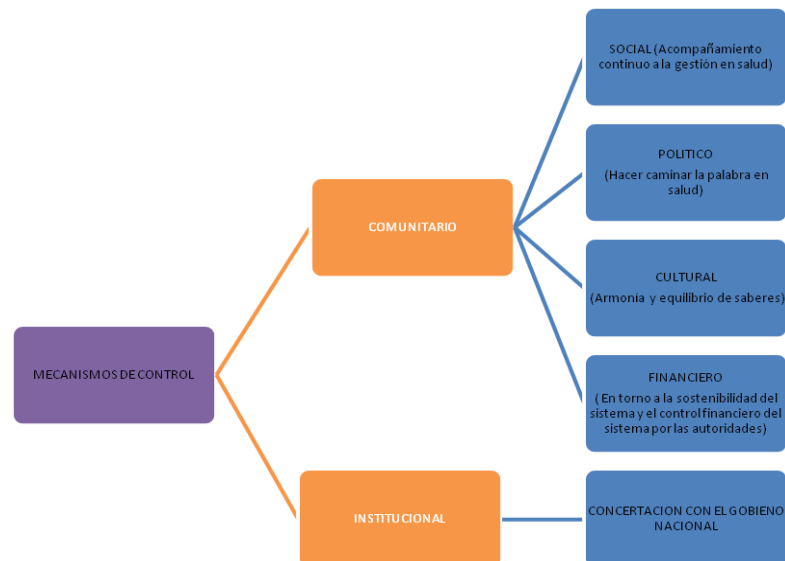 SOCIAL (Acompañamiento
continuo a la gestión en salud)
POLITICO
(Hacer caminar la palabra en
salud)
COMUNITARIO
CULTURAL
(Armonía y equilibrio de saberes)
MECANISMOS DE CONTROL
FINANCIERO
( En torno a la sostenibilidad del
sistema y el control financiero del
sistema por las autoridades)
INSTITUCIONAL
CONCERTACION CON EL GOBIENO
NACIONAL